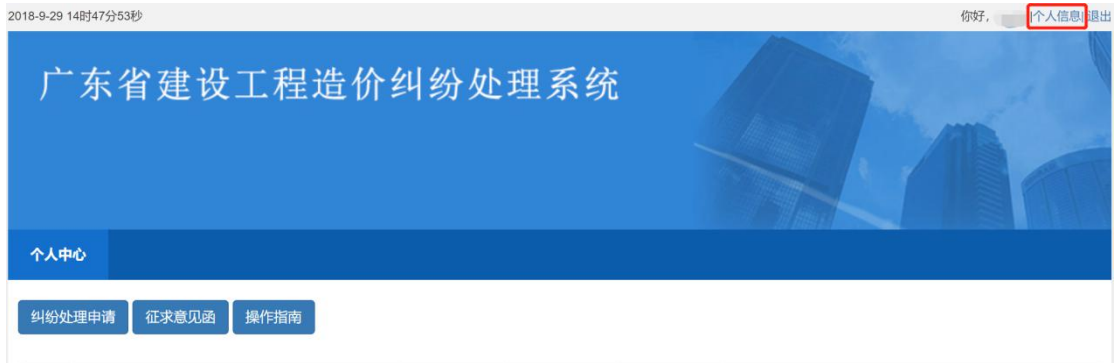 2018-9-29 14时47分53秒 你好, |个人信息| 退出
广东省建设工程造价纠纷处理系统
个人中心
纠纷处理申请 征求意见函 操作指南